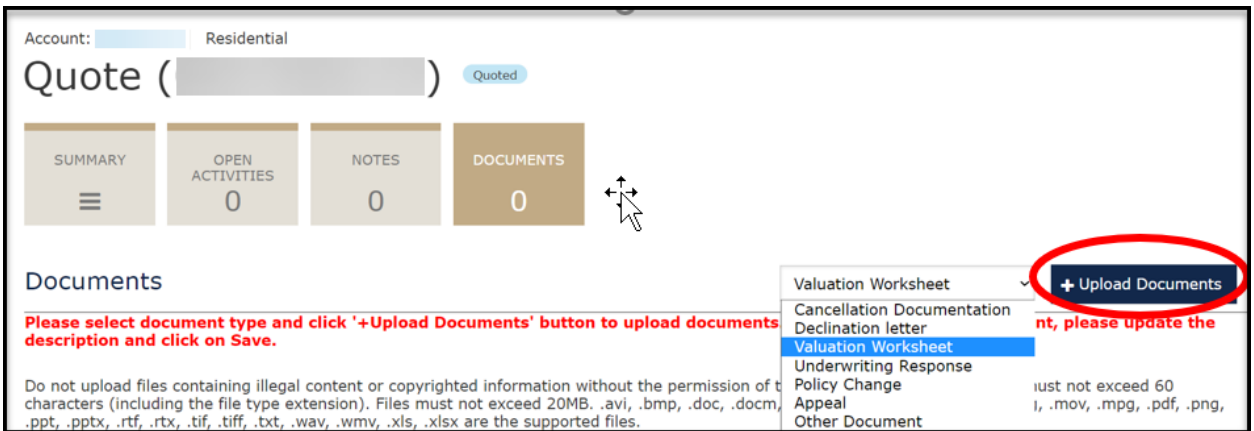 Account: Residential
Quote ( ) Quoted
SUMMARY
OPEN ACTIVITIES
0
NOTES
0
DOCUMENTS
0
Documents
Valuation Worksheet
+ Upload Documents
Cancellation Documentation
Declination letter
Valuation Worksheet
Underwriting Response
Policy Change
Appeal
Other Document
Please select document type and click '+Upload Documents' button to upload documents nt, please update the
description and click on Save.
Do not upload files containing illegal content or copyrighted information without the permission of t ust not exceed 60
characters (including the file type extension). Files must not exceed 20MB. .avi, .bmp, .doc, .docm, , .mov, .mpg, .pdf, .png,
.ppt, .pptx, .rtf, .rtx, .tif, .tiff, .txt, .wav, .wmv, .xls, .xlsx are the supported files.